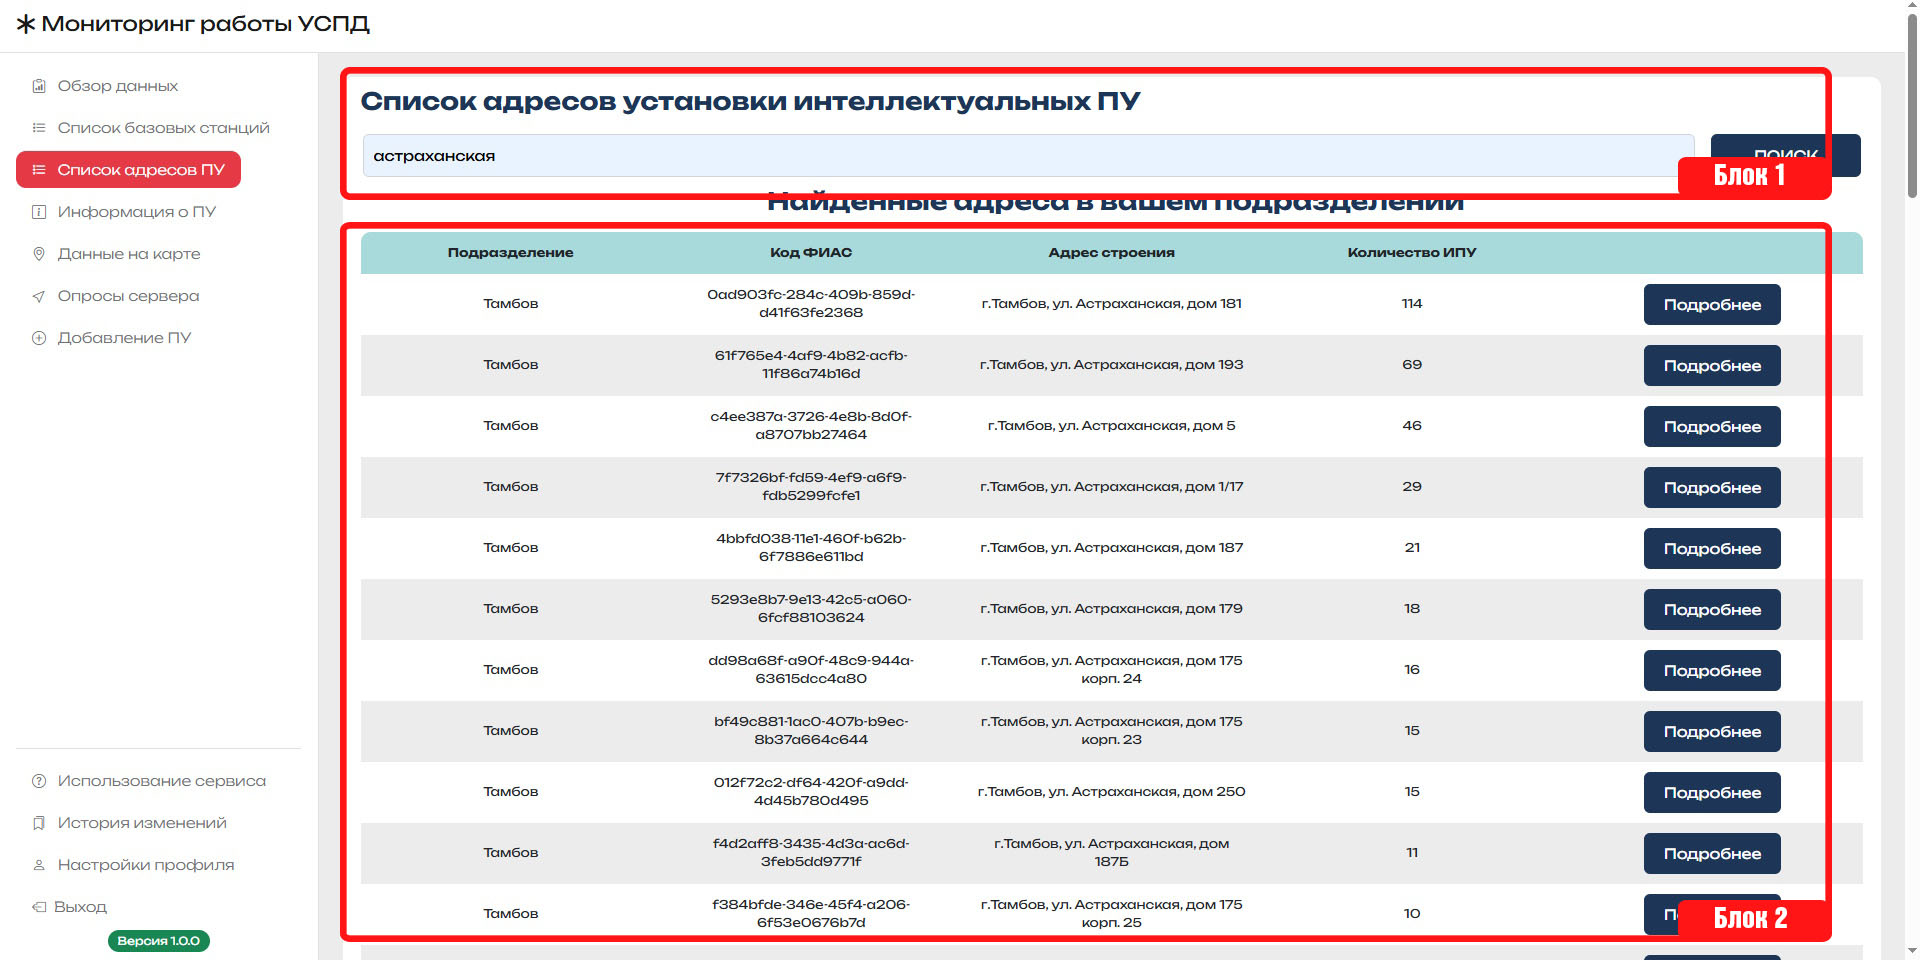 Мониторинг работы УСПД
Обзор данных
Список базовых станций
Список адресов ПУ
Информация о ПУ
Данные на карте
Опросы сервера
Добавление ПУ
Использование сервиса
История изменений
Настройки профиля
Выход
Версия 1.0.0
Список адресов установки интеллектуальных ПУ
астраханская
ПОИСК
Блок 1
Найденные адреса в вашем подразделении
Подразделение Код ФИАС Адрес строения Количество ИПУ
Тамбов 0ad903fc-284c-409b-859d- г.Тамбов, ул. Астраханская, дом 181 114 Подробнее
d41f63fe2368
Тамбов 61f765e4-4af9-4b82-acfb- г.Тамбов, ул. Астраханская, дом 193 69 Подробнее
11f86a74b16d
Тамбов c4ee387a-3726-4e8b-8d0f- г.Тамбов, ул. Астраханская, дом 5 46 Подробнее
a8707bb27464
Тамбов 7f7326bf-fd59-4ef9-a6f9- г.Тамбов, ул. Астраханская, дом 1/17 29 Подробнее
fdb5299fcfe1
Тамбов 4bbfd038-11e1-460f-b62b- г.Тамбов, ул. Астраханская, дом 187 21 Подробнее
6f7886e611bd
Тамбов 5293e8b7-9e13-42c5-a060- г.Тамбов, ул. Астраханская, дом 179 18 Подробнее
6fcf88103624
Тамбов dd98a68f-a90f-48c9-944a- г.Тамбов, ул. Астраханская, дом 175 16 Подробнее
63615dcc4a80 корп. 24
Тамбов bf49c881-1ac0-407b-b9ec- г.Тамбов, ул. Астраханская, дом 175 15 Подробнее
8b37a664c644 корп. 23
Тамбов 012f72c2-df64-420f-a9dd- г.Тамбов, ул. Астраханская, дом 250 15 Подробнее
4d45b780d495
Тамбов f4d2aff8-3435-4d3a-ac6d- г.Тамбов, ул. Астраханская, дом 11 Подробнее
3feb5dd9771f 187Б
Тамбов f384bfde-346e-45f4-a206- г.Тамбов, ул. Астраханская, дом 175 10
6f53e0676b7d корп. 25
Блок 2